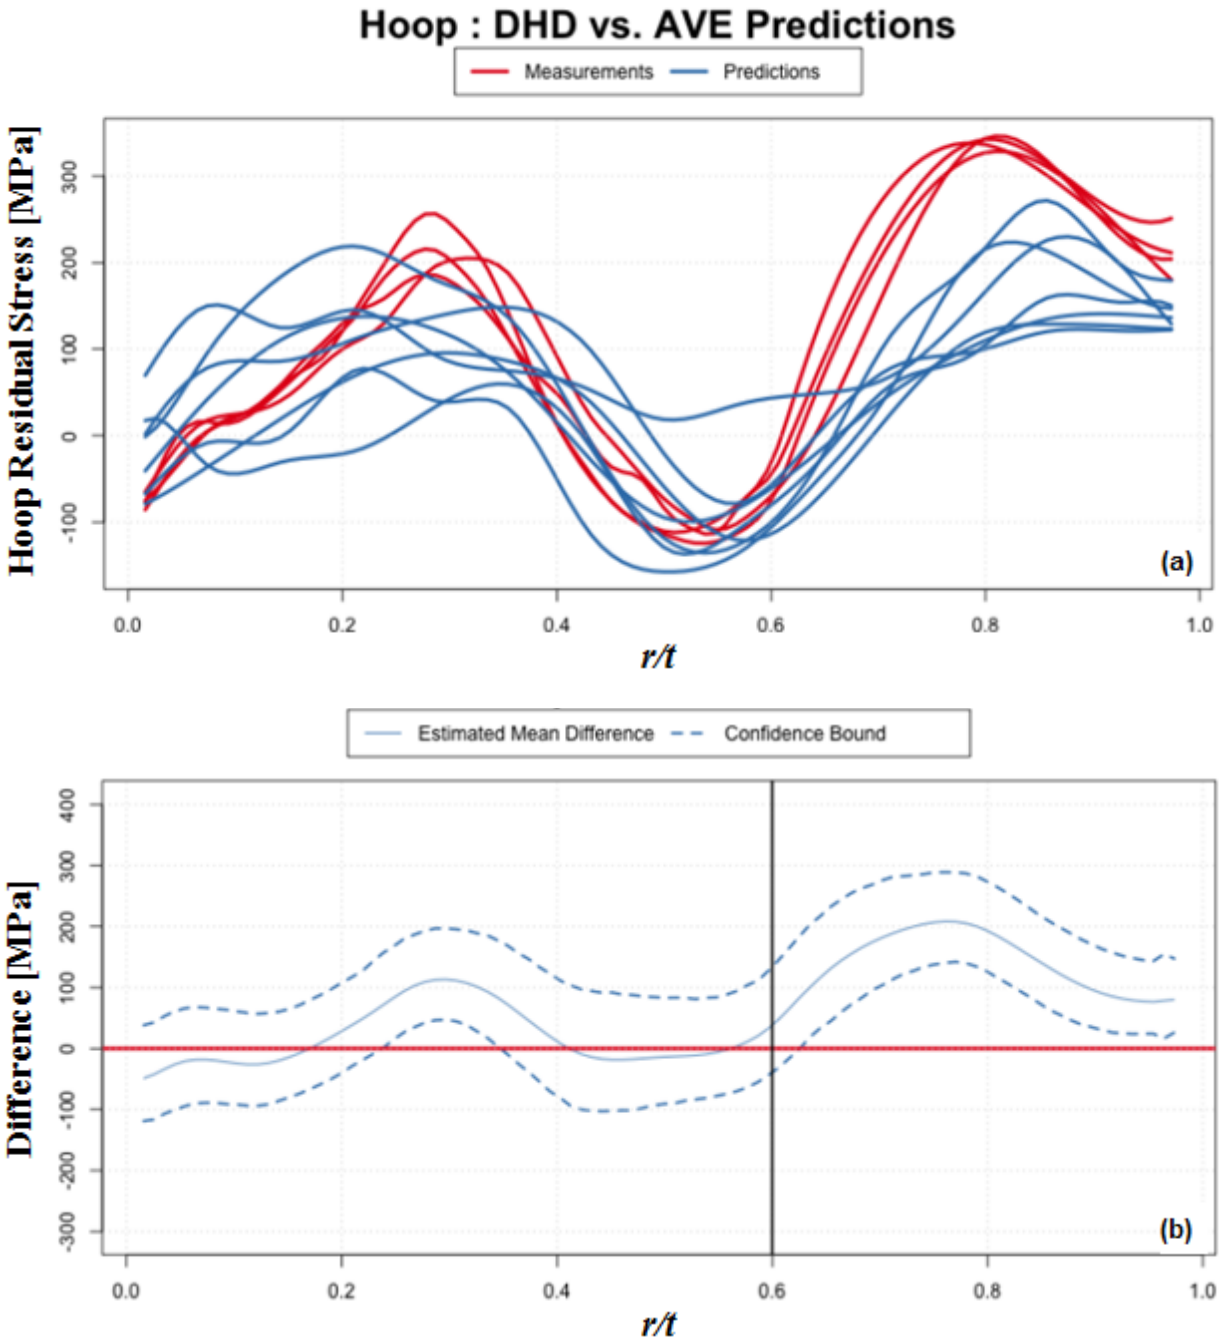 Hoop : DHD vs. AVE Predictions
Measurements Predictions
Hoop Residual Stress [MPa]
300
200
100
0
-100
(a)
0.0 0.2 0.4 0.6 0.8 1.0
r/t
Estimated Mean Difference Confidence Bound
Difference [MPa]
400
300
200
100
0
-100
-200
-300
(b)
0.0 0.2 0.4 0.6 0.8 1.0
r/t